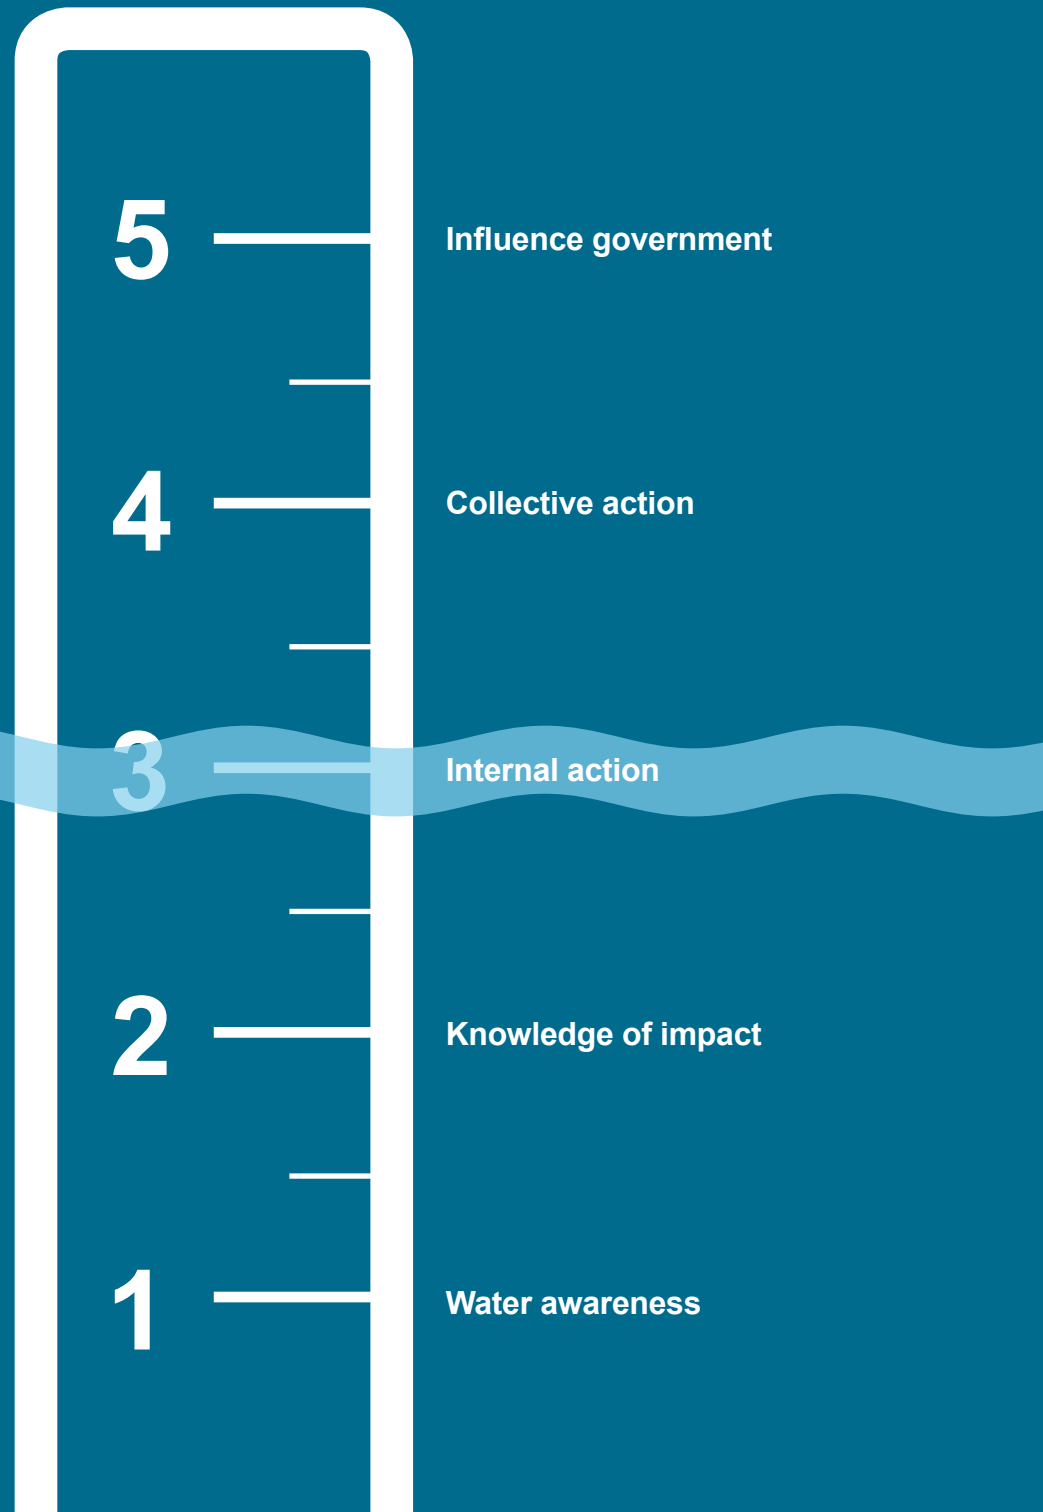 5 Influence government
4 Collective action
3 Internal action
2 Knowledge of impact
1 Water awareness